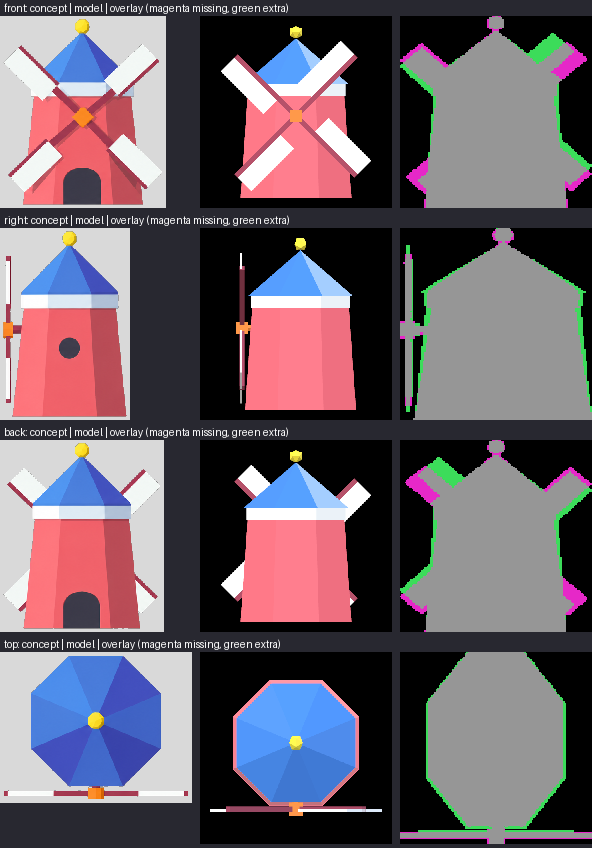 front: concept | model | overlay (magenta missing, green extra)
right: concept | model | overlay (magenta missing, green extra)
back: concept | model | overlay (magenta missing, green extra)
top: concept | model | overlay (magenta missing, green extra)